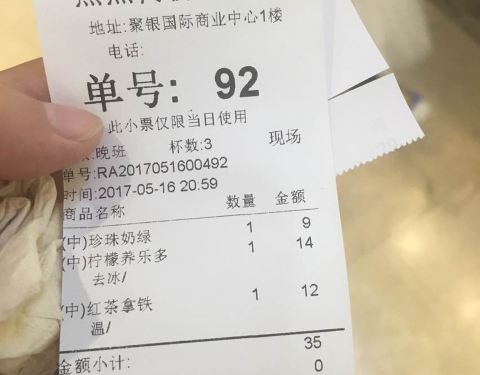 地址:聚银国际商业中心1楼
电话:
单号: 92
此小票仅限当日使用
:晚班 杯数:3 现场
单号:RA2017051600492
时间:2017-05-16 20:59
商品名称 数量 金额
(中)珍珠奶绿 1 9
(中)柠檬养乐多 1 14
去冰/
(中)红茶拿铁 1 12
温/
35
金额小计:
0